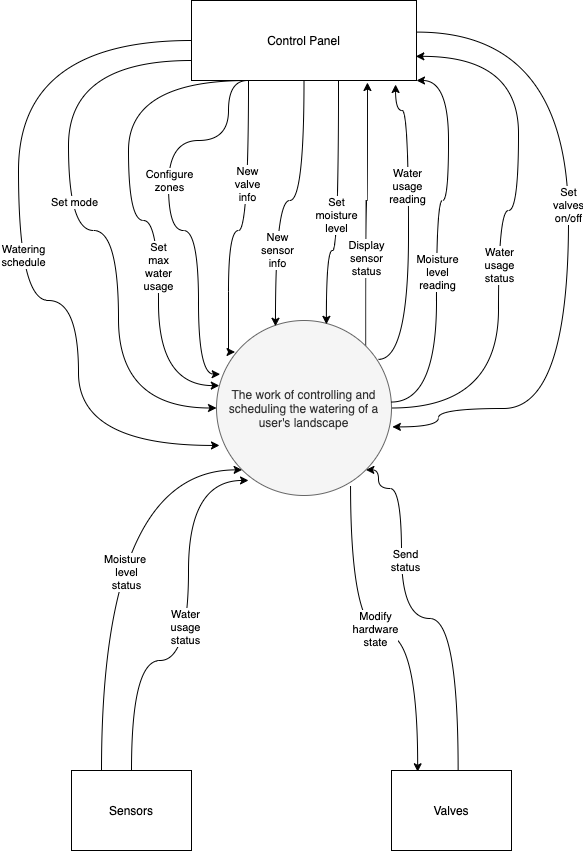 Control Panel
Configure
zones
New
valve
info
Water
usage
reading
Set mode
Set
moisture
level
Set
valves
on/off
Watering
schedule
Set
max
water
usage
New
sensor
info
Display
sensor
status
Moisture
level
reading
Water
usage
status
The work of controlling and
scheduling the watering of a
user's landscape
Moisture
level
status
Send
status
Water
usage
status
Modify
hardware
state
Sensors
Valves